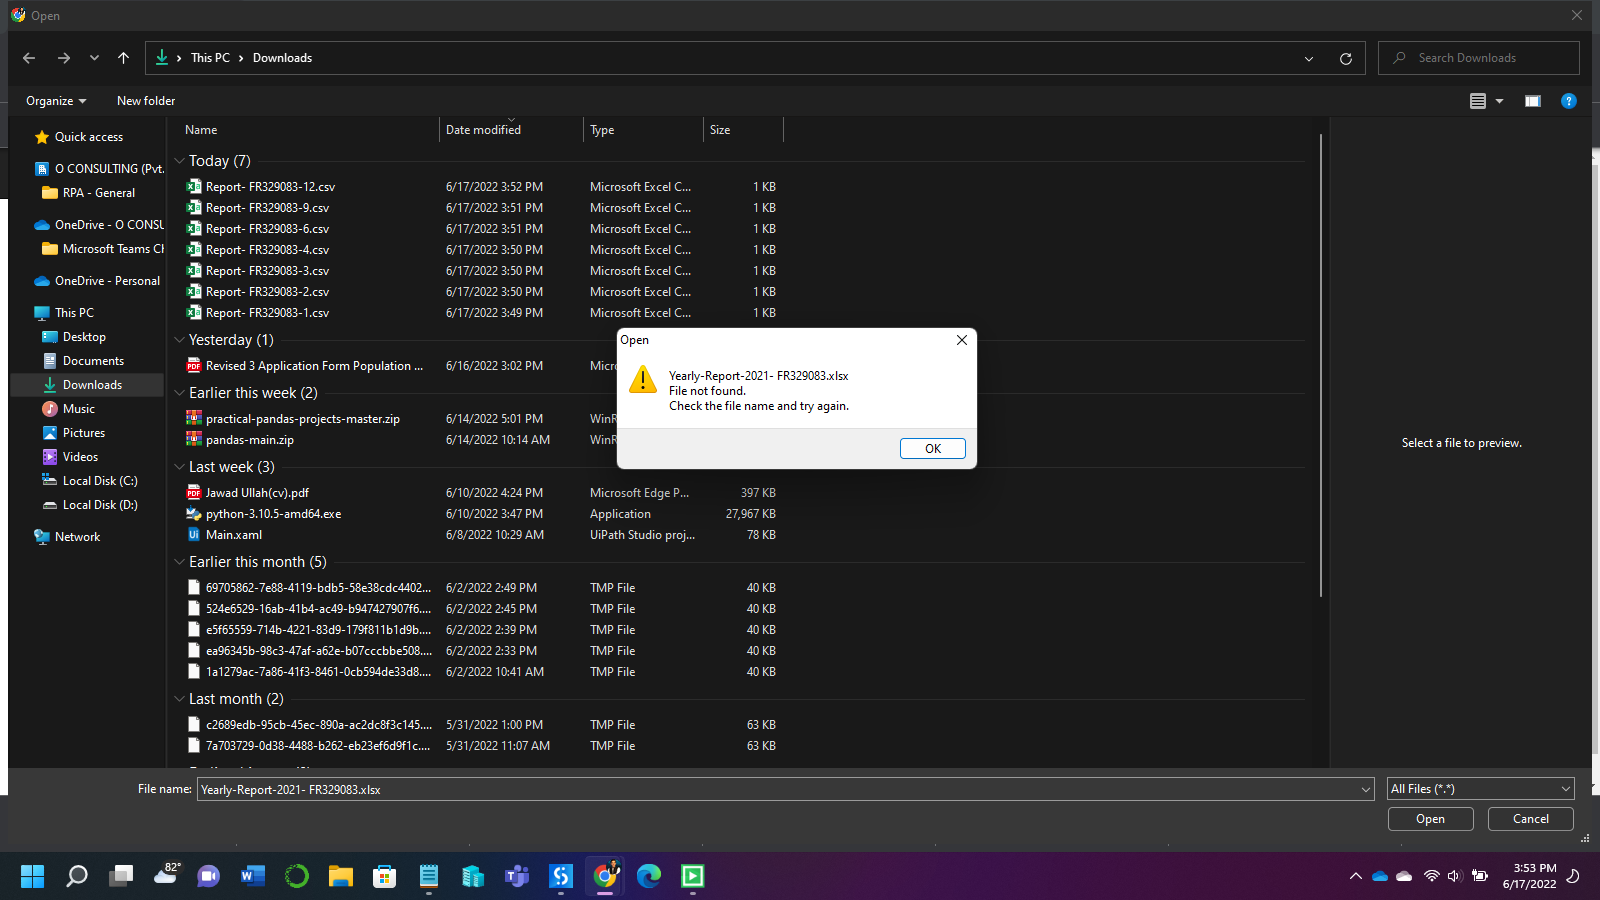 Open
This PC > Downloads
Search Downloads
Organize
New folder
Name
Date modified
Type
Size
Quick access
O CONSULTING (Pvt.
RPA - General
OneDrive - O CONSU
Microsoft Teams Ch
OneDrive - Personal
This PC
Desktop
Documents
Downloads
Music
Pictures
Videos
Local Disk (C:)
Local Disk (D:)
Network
Today (7)
Report- FR329083-12.csv 6/17/2022 3:52 PM Microsoft Excel C... 1 KB
Report- FR329083-9.csv 6/17/2022 3:51 PM Microsoft Excel C... 1 KB
Report- FR329083-6.csv 6/17/2022 3:51 PM Microsoft Excel C... 1 KB
Report- FR329083-4.csv 6/17/2022 3:50 PM Microsoft Excel C... 1 KB
Report- FR329083-3.csv 6/17/2022 3:50 PM Microsoft Excel C... 1 KB
Report- FR329083-2.csv 6/17/2022 3:50 PM Microsoft Excel C... 1 KB
Report- FR329083-1.csv 6/17/2022 3:49 PM Microsoft Excel C... 1 KB
Yesterday (1)
Revised 3 Application Form Population ... 6/16/2022 3:02 PM Micr
Earlier this week (2)
practical-pandas-projects-master.zip 6/14/2022 5:01 PM WinR
pandas-main.zip 6/14/2022 10:14 AM WinR
Last week (3)
Jawad Ullah(cv).pdf 6/10/2022 4:24 PM Microsoft Edge P... 397 KB
python-3.10.5-amd64.exe 6/10/2022 3:47 PM Application 27,967 KB
Main.xaml 6/8/2022 10:29 AM UiPath Studio proj... 78 KB
Earlier this month (5)
69705862-7e88-4119-bdb5-58e38cdc4402... 6/2/2022 2:49 PM TMP File 40 KB
524e6529-16ab-41b4-ac49-b947427907f6.... 6/2/2022 2:45 PM TMP File 40 KB
e5f65559-714b-4221-83d9-179f811b1d9b.... 6/2/2022 2:39 PM TMP File 40 KB
ea96345b-98c3-47af-a62e-b07cccbbe508.... 6/2/2022 2:33 PM TMP File 40 KB
1a1279ac-7a86-41f3-8461-0cb594de33d8.... 6/2/2022 10:41 AM TMP File 40 KB
Last month (2)
c2689edb-95cb-45ec-890a-ac2dc8f3c145.... 5/31/2022 1:00 PM TMP File 63 KB
7a703729-0d38-4488-b262-eb23ef6d9f1c.... 5/31/2022 11:07 AM TMP File 63 KB
Open
Yearly-Report-2021- FR329083.xlsx
File not found.
Check the file name and try again.
OK
Select a file to preview.
File name: Yearly-Report-2021- FR329083.xlsx
All Files (*.*)
Open
Cancel
82°
3:53 PM
6/17/2022